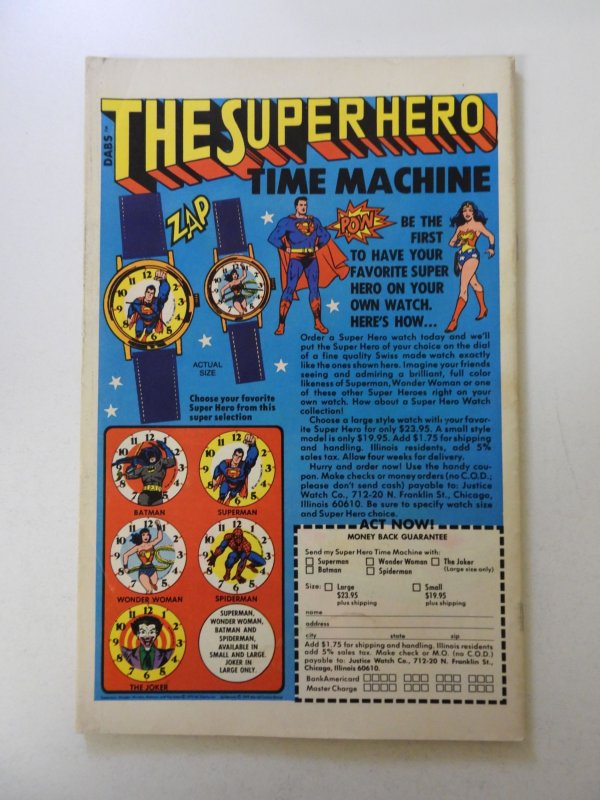 DABS™
THE SUPER HERO
TIME MACHINE
ZAP
POW
BE THE
FIRST
TO HAVE YOUR
FAVORITE SUPER
HERO ON YOUR
OWN WATCH.
HERE'S HOW...
ACTUAL
SIZE
Choose your favorite
Super Hero from this
super selection
Order a Super Hero watch today and we'll
put the Super Hero of your choice on the dial
of a fine quality Swiss made watch exactly
like the ones shown here. Imagine your friends
seeing and admiring a brilliant, full color
likeness of Superman, Wonder Woman or one
of these other Super Heroes right on your
own watch. How about a Super Hero Watch
collection!
Choose a large style watch with your favor-
ite Super Hero for only $23.95. A small style
model is only $19.95. Add $1.75 for shipping
and handling. Illinois residents, add 5%
sales tax. Allow four weeks for delivery.
Hurry and order now! Use the handy cou-
pon. Make checks or money orders (no C.O.D.;
please don't send cash) payable to: Justice
Watch Co., 712-20 N. Franklin St., Chicago,
Illinois 60610. Be sure to specify watch size
and Super Hero choice.
BATMAN
SUPERMAN
WONDER WOMAN
SPIDERMAN
THE JOKER
SUPERMAN,
WONDER WOMAN,
BATMAN AND
SPIDERMAN,
AVAILABLE IN
SMALL AND LARGE.
JOKER IN
LARGE ONLY.
ACT NOW!
MONEY BACK GUARANTEE
Send my Super Hero Time Machine with:
Superman Wonder Woman The Joker
Batman Spiderman (Large size only)
Size: Large Small
$23.95 $19.95
plus shipping plus shipping
name
address
city state zip
Add $1.75 for shipping and handling. Illinois residents
add 5% sales tax. Make check or M.O. (no C.O.D.)
payable to: Justice Watch Co., 712-20 N. Franklin St.,
Chicago, Illinois 60610.
BankAmericard
Master Charge